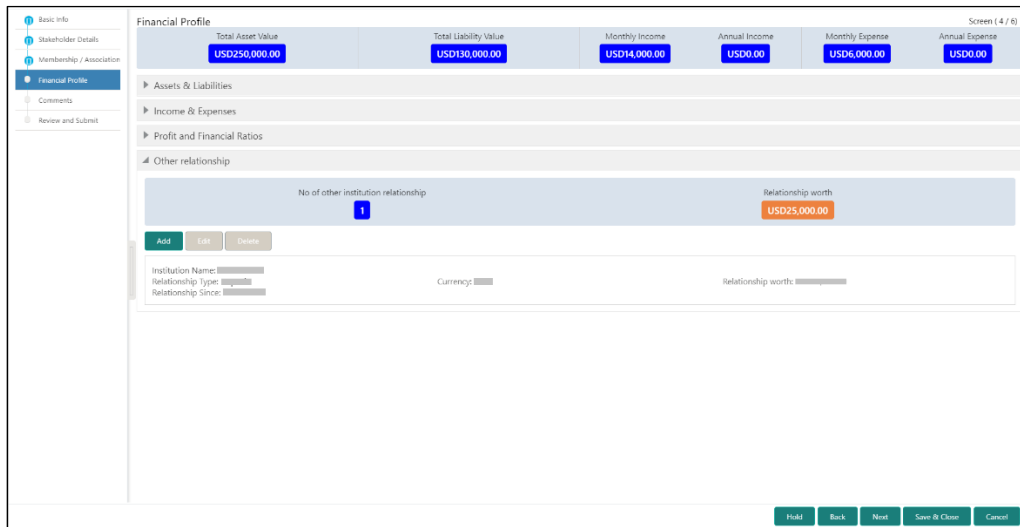 Basic Info
Stakeholder Details
Membership / Association
Financial Profile
Comments
Review and Submit
Financial Profile
Screen ( 4 / 6)
Total Asset Value
USD250,000.00
Total Liability Value
USD130,000.00
Monthly Income
USD14,000.00
Annual Income
USD0.00
Monthly Expense
USD6,000.00
Annual Expense
USD0.00
Assets & Liabilities
Income & Expenses
Profit and Financial Ratios
Other relationship
No of other institution relationship
1
Relationship worth
USD25,000.00
Add
Edit
Delete
Institution Name:
Relationship Type:
Relationship Since:
Currency:
Relationship worth:
Hold
Back
Next
Save & Close
Cancel